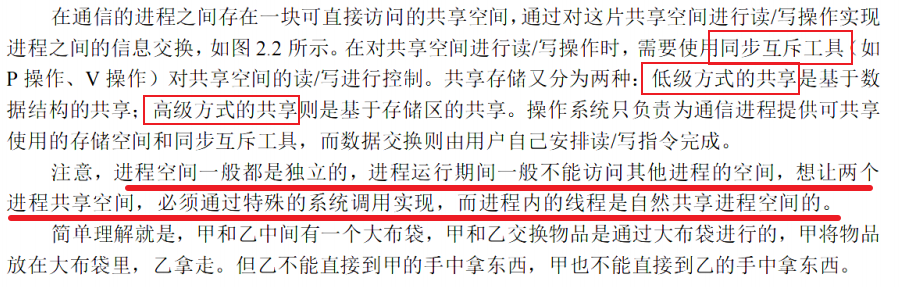 在通信的进程之间存在一块可直接访问的共享空间，通过对这片共享空间进行读/写操作实现
进程之间的信息交换，如图 2.2 所示。在对共享空间进行读/写操作时，需要使用同步互斥工具（如
P 操作、V 操作）对共享空间的读/写进行控制。共享存储又分为两种：低级方式的共享是基于数
据结构的共享；高级方式的共享则是基于存储区的共享。操作系统只负责为通信进程提供可共享
使用的存储空间和同步互斥工具，而数据交换则由用户自己安排读/写指令完成。
注意，进程空间一般都是独立的，进程运行期间一般不能访问其他进程的空间，想让两个
进程共享空间，必须通过特殊的系统调用实现，而进程内的线程是自然共享进程空间的。
简单理解就是，甲和乙中间有一个大布袋，甲和乙交换物品是通过大布袋进行的，甲将物品
放在大布袋里，乙拿走。但乙不能直接到甲的手中拿东西，甲也不能直接到乙的手中拿东西。